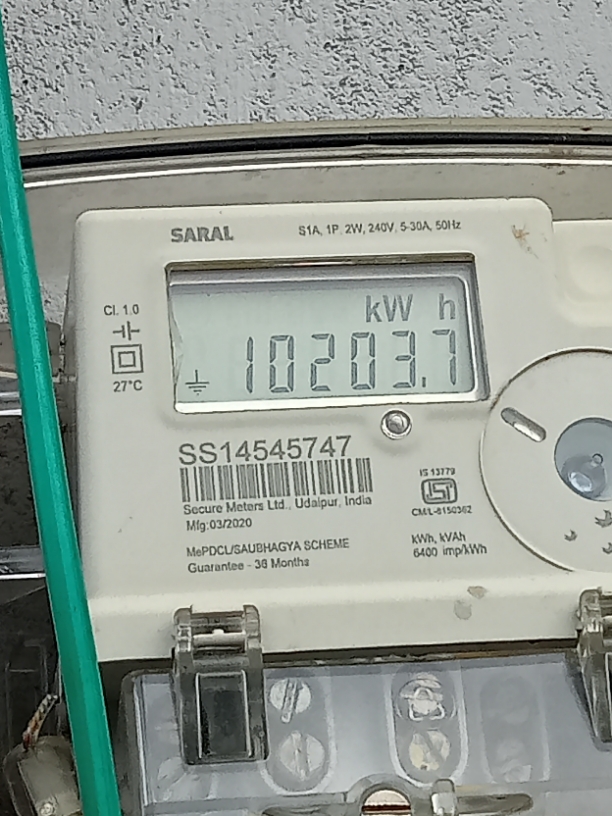 SARAL
S1A, 1P, 2W, 240V, 5-30A, 50Hz
Cl. 1.0
27°C
kW h
10203.7
SS14545747
Secure Meters Ltd., Udaipur, India
Mfg:03/2020
MePDCL/SAUBHAGYA SCHEME
Guarantee - 36 Months
IS 13779
CM/L-8150362
kWh, kVAh
6400 imp/kWh